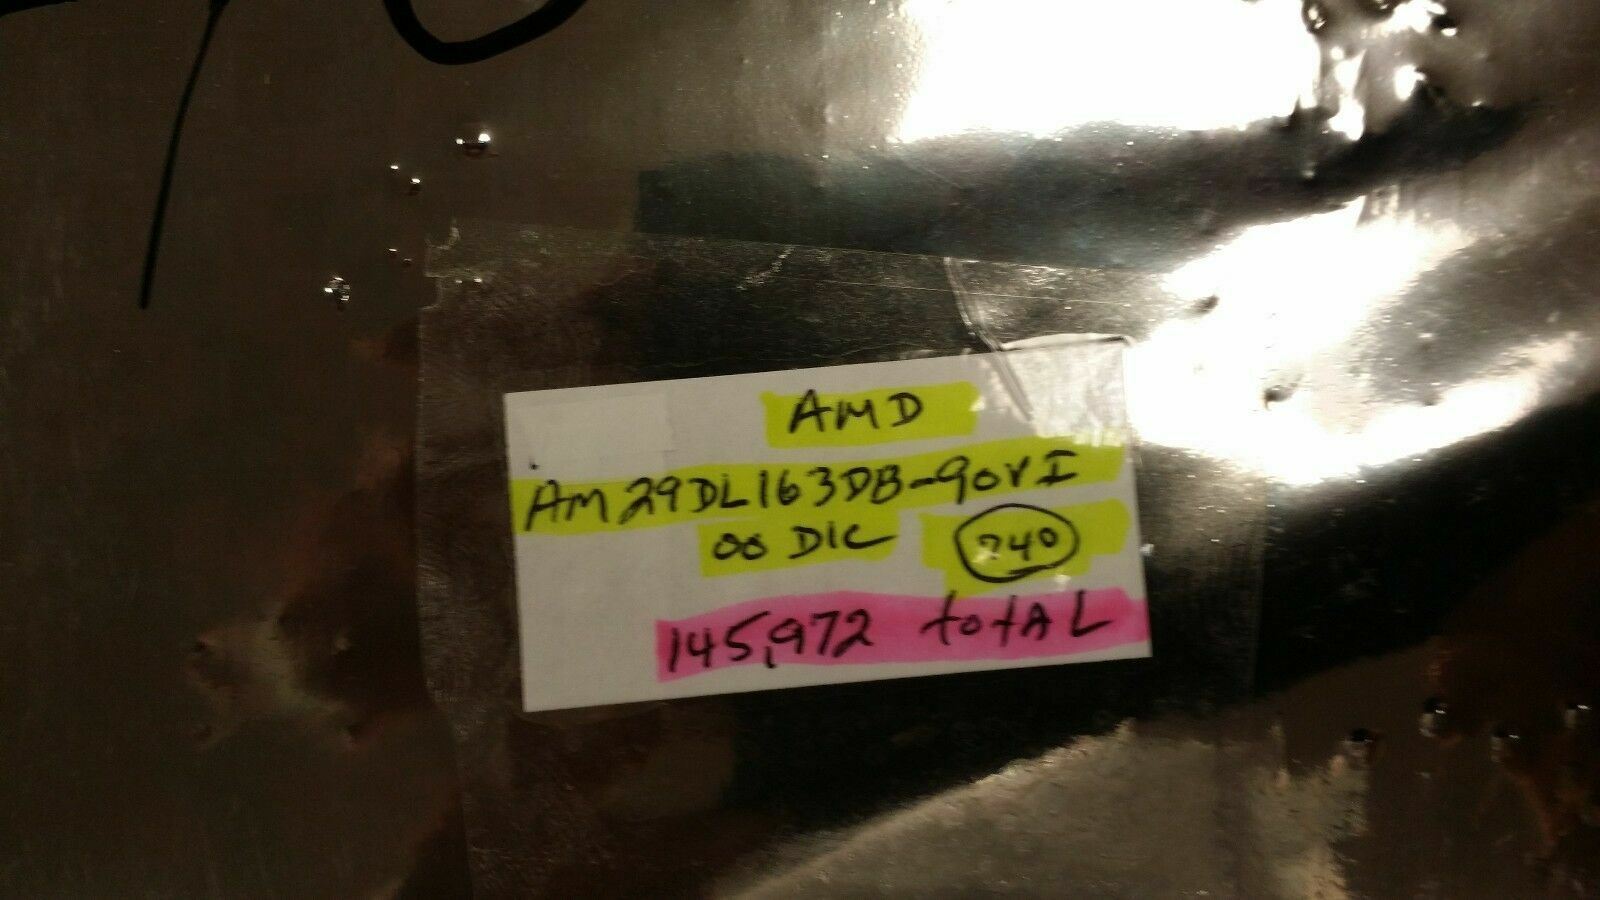 AMD
AM29DL163DB-90VI
00 DIC 240
145,972 totAL